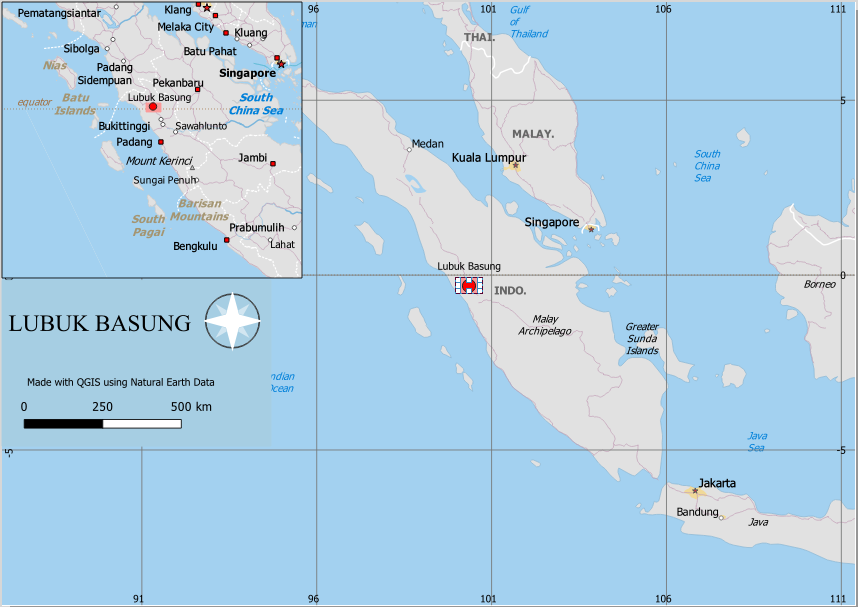 96
101
106
111
Pematangsiantar
Klang
Melaka City
Kluang
Sibolga
Batu Pahat
Nias
Padang
Sidempuan
Singapore
Pekanbaru
Lubuk Basung
equator
Batu
Islands
South
China Sea
Bukittinggi
Sawahlunto
Padang
Mount Kerinci
Jambi
Sungai Penuh
Barisan
Mountains
South
Pagai
Prabumulih
Bengkulu
Lahat
Gulf
of
Thailand
THAI.
5
MALAY.
Medan
Kuala Lumpur
South
China
Sea
Singapore
Lubuk Basung
0
INDO.
Borneo
Malay
Archipelago
Greater
Sunda
Islands
LUBUK BASUNG
Made with QGIS using Natural Earth Data
0 250 500 km
ndian
Ocean
Java
Sea
-5
-5
Jakarta
Bandung
Java
91
96
101
106
111